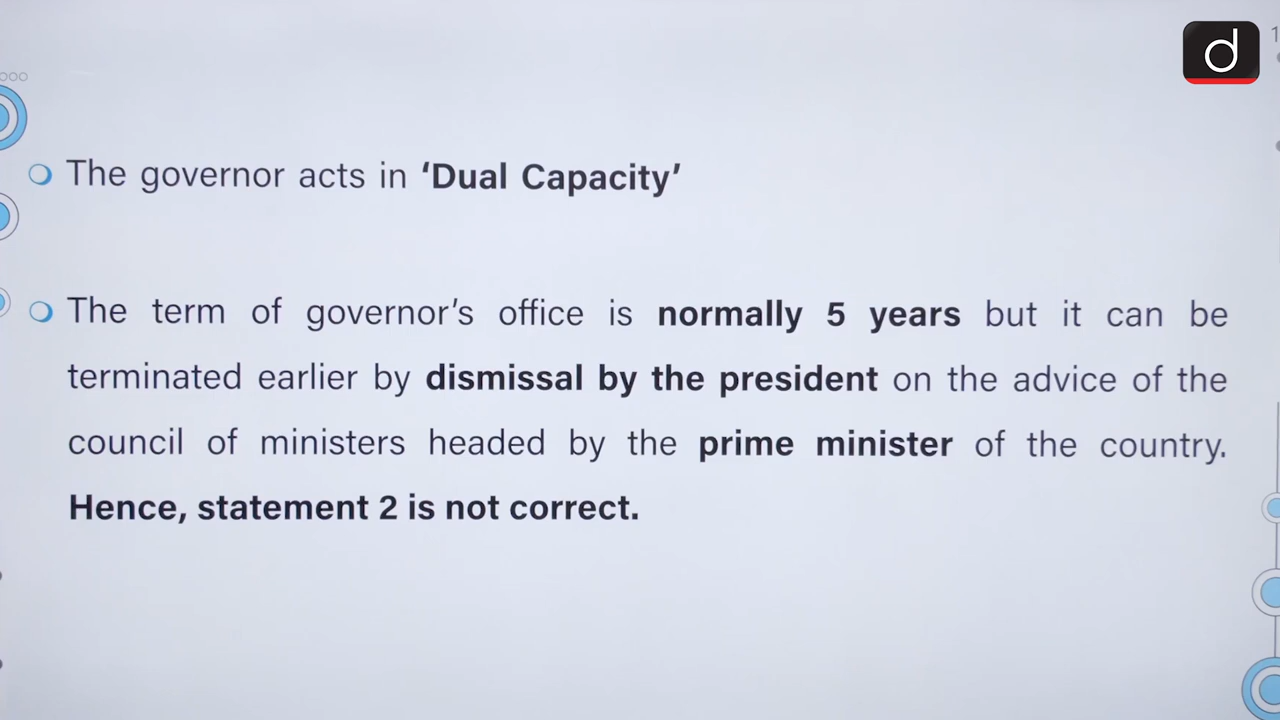 d
The governor acts in ‘Dual Capacity’
The term of governor’s office is normally 5 years but it can be
terminated earlier by dismissal by the president on the advice of the
council of ministers headed by the prime minister of the country.
Hence, statement 2 is not correct.